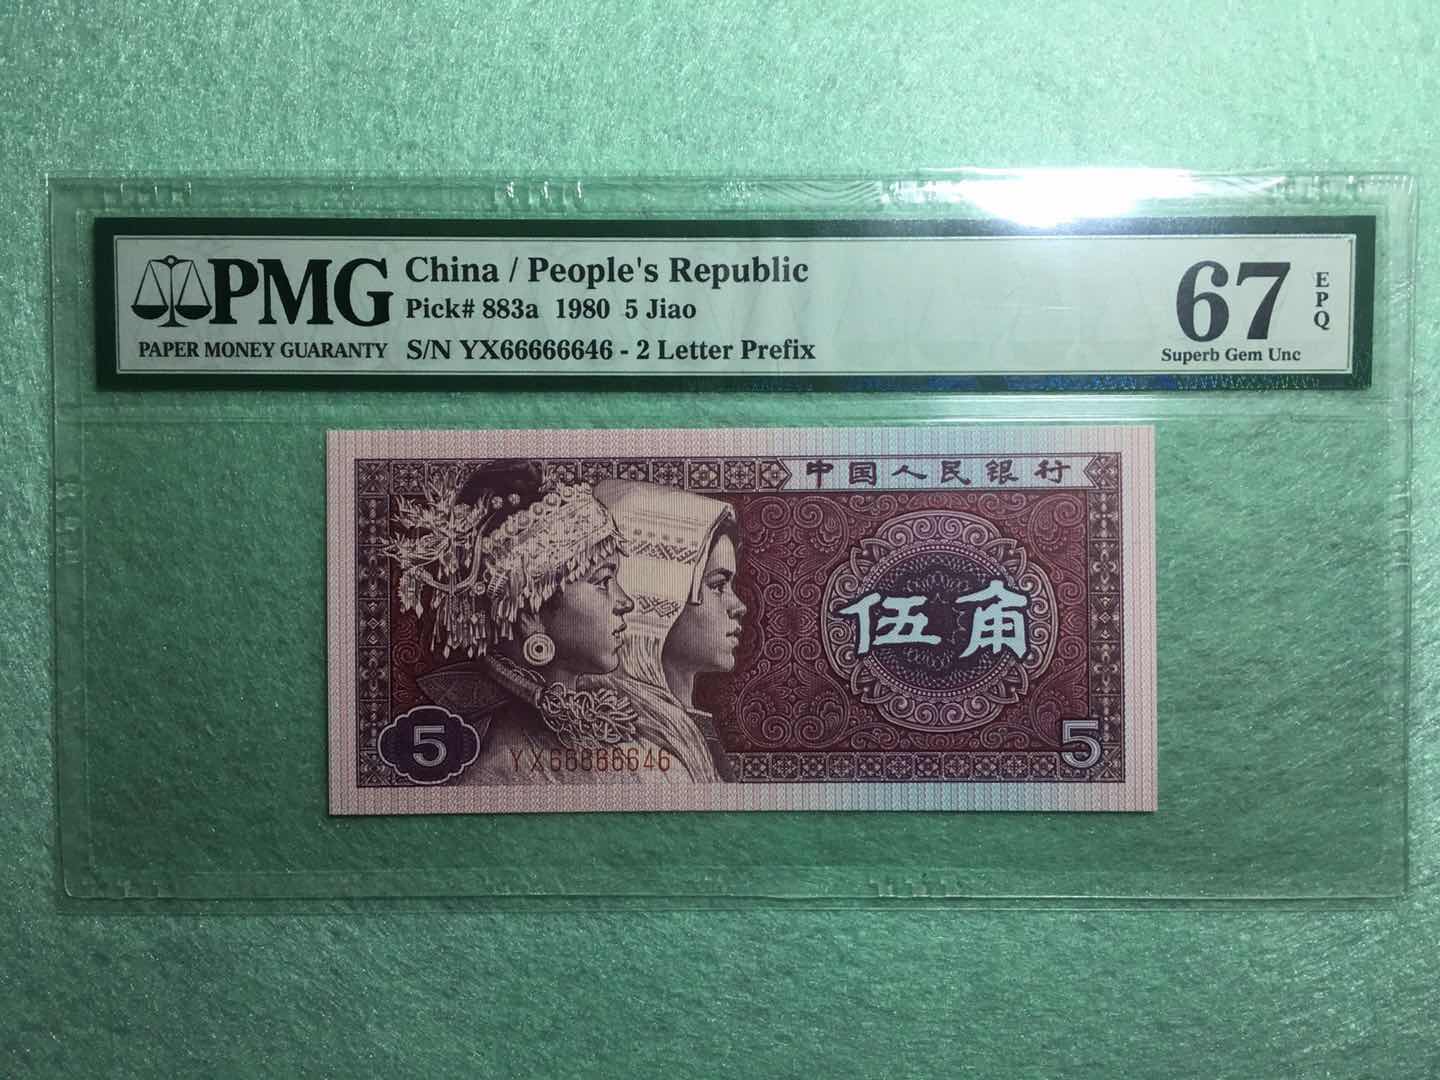 PMG
PAPER MONEY GUARANTY
China / People's Republic
Pick# 883a 1980 5 Jiao
S/N YX66666646 - 2 Letter Prefix
67
EPQ
Superb Gem Unc
中国人民银行
伍角
5
YX66666646
5